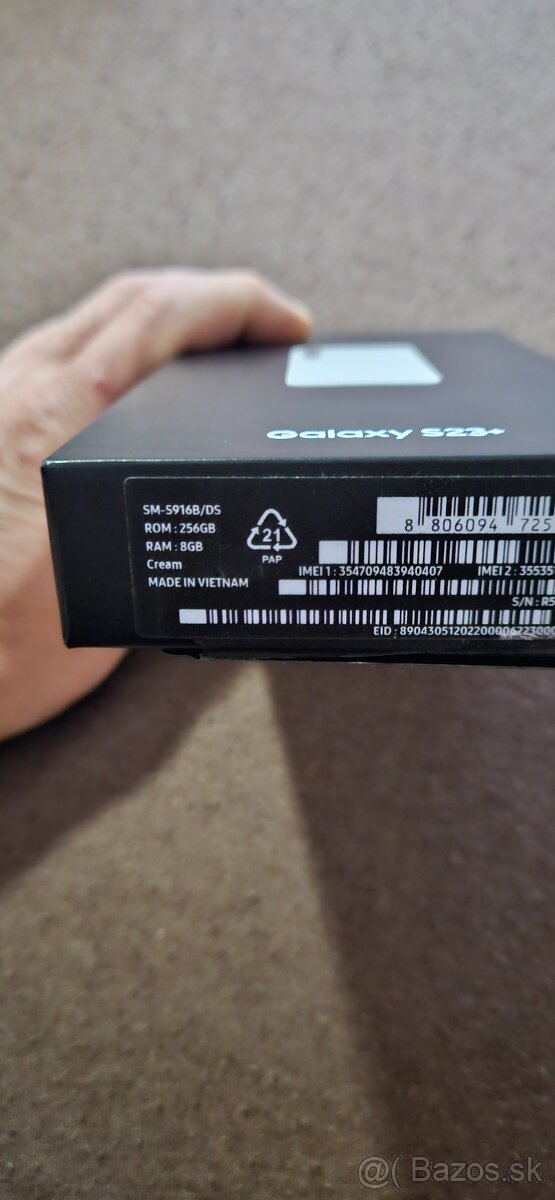 Galaxy S23+
SM-S916B/DS
ROM : 256GB
RAM : 8GB
Cream
MADE IN VIETNAM
21
PAP
8 806094 725
IMEI 1 : 354709483940407
IMEI 2 : 35535
S/N : R5
EID : 8904305120220000622300
@( Bazos.sk